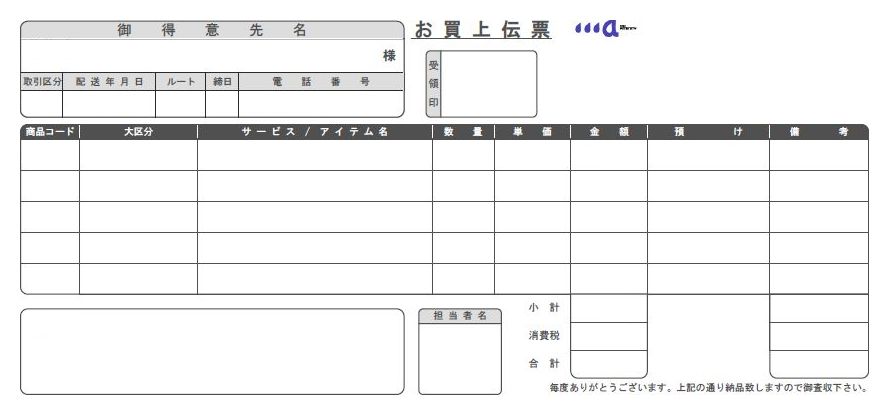 御得意先名
お買上伝票
様
受領印
取引区分 配送年月日 ルート 締日 電話番号
商品コード 大区分 サービス / アイテム名 数量 単価 金額 預け 備考
小計
担当者名
消費税
合計
毎度ありがとうございます。上記の通り納品致しますので御査収下さい。